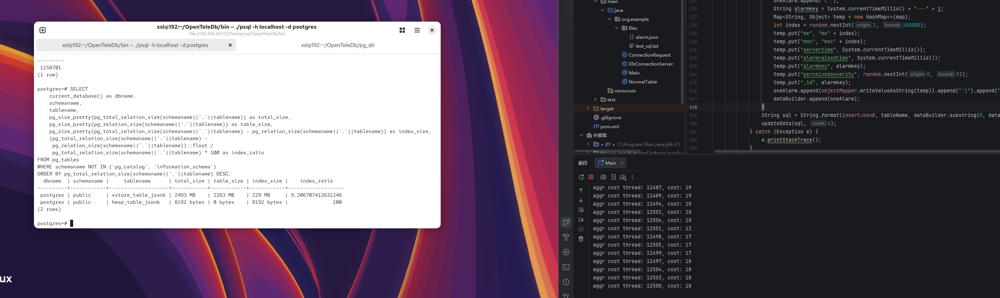 xsl@192:~/OpenTeleDb/bin — ./psql -h localhost -d postgres
file://192.168.40.137/home/xsl/OpenTeleDb/bin
xsl@192:~/OpenTeleDb/bin — ./psql -h localhost -d postgres
xsl@192:~/OpenTeleDb/pg_dir
---------
1158701
(1 row)
postgres=# SELECT
current_database() as dbname,
schemaname,
tablename,
pg_size_pretty(pg_total_relation_size(schemaname||'.'||tablename)) as total_size,
pg_size_pretty(pg_relation_size(schemaname||'.'||tablename)) as table_size,
pg_size_pretty(pg_total_relation_size(schemaname||'.'||tablename) - pg_relation_size(schemaname||'.'||tablename)) as index_size,
(pg_total_relation_size(schemaname||'.'||tablename) -
pg_relation_size(schemaname||'.'||tablename))::float /
pg_total_relation_size(schemaname||'.'||tablename) * 100 as index_ratio
FROM pg_tables
WHERE schemaname NOT IN ('pg_catalog', 'information_schema')
ORDER BY pg_total_relation_size(schemaname||'.'||tablename) DESC;
dbname | schemaname | tablename | total_size | table_size | index_size | index_ratio
----------+------------+--------------------+------------+------------+------------+-------------------
postgres | public | xstore_table_jsonb | 2493 MB | 2263 MB | 229 MB | 9.206707412631248
postgres | public | heap_table_jsonb | 8192 bytes | 0 bytes | 8192 bytes | 100
(2 rows)
postgres=#
ux
main
java
org.example
files
alarm.json
test_sql.txt
ConnectionRequest
DbConnectionServer
Main
NormalTable
resources
test
target
.gitignore
pom.xml
外部库
< 21 > C:\Program Files\Java\jdk-21
135
136 String alarmkey = System.currentTimeMillis() + "---" + i;
137 Map<String, Object> temp = new HashMap<>(map);
138 int index = random.nextInt( origin: 1, bound: 100000);
139 temp.put("me", "me" + index);
140 temp.put("moc", "moc" + index);
141 temp.put("servertime", System.currentTimeMillis());
142 temp.put("alarmraisedtime", System.currentTimeMillis());
143 temp.put("alarmkey", alarmkey);
144 temp.put("perceivedseverity", random.nextInt( origin: 0, bound: 5));
145 temp.put("_id", alarmkey);
146 oneAlarm.append(objectMapper.writeValueAsString(temp)).append("')").append("
147 dataBuilder.append(oneAlarm);
148 }
149 String sql = String.format(insertJsonB, tableName, dataBuilder.substring(0, data
150 updateData(sql, count: 6);
151 } catch (Exception e) {
152 e.printStackTrace();
153 }
运行 Main
aggr cost thread: 12487, cost: 19
aggr cost thread: 12489, cost: 19
aggr cost thread: 12494, cost: 20
aggr cost thread: 12502, cost: 10
aggr cost thread: 12506, cost: 10
aggr cost thread: 12501, cost: 12
aggr cost thread: 12498, cost: 17
aggr cost thread: 12505, cost: 17
aggr cost thread: 12499, cost: 17
aggr cost thread: 12497, cost: 18
aggr cost thread: 12504, cost: 18
aggr cost thread: 12503, cost: 18
aggr cost thread: 12500, cost: 18